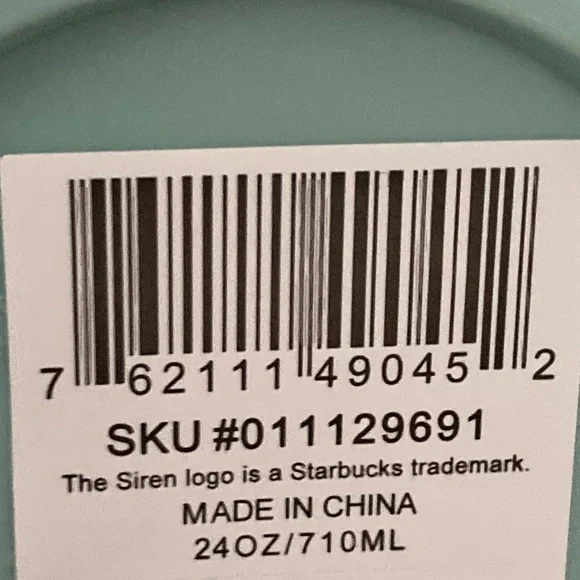 7 62111 49045 2
SKU #011129691
The Siren logo is a Starbucks trademark.
MADE IN CHINA
24OZ/710ML